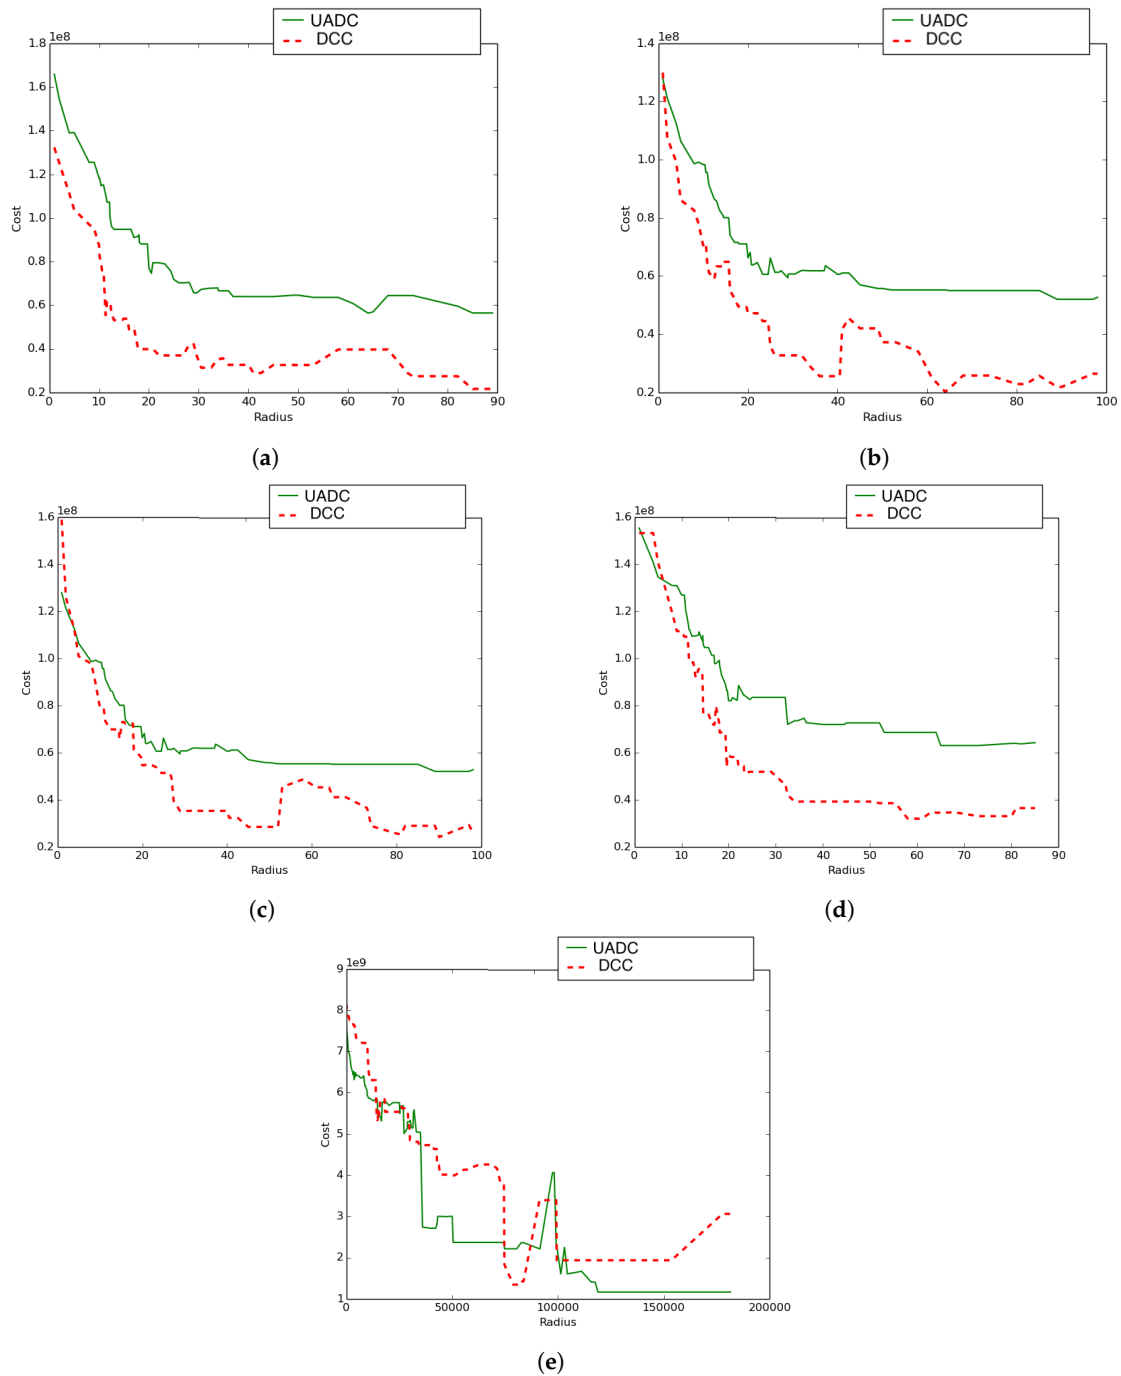 UADC
DCC
1e8
1.8
1.6
1.4
1.2
1.0
0.8
0.6
0.4
0.2
Cost
0 10 20 30 40 50 60 70 80 90
Radius
(a)
UADC
DCC
1e8
1.4
1.2
1.0
0.8
0.6
0.4
0.2
Cost
0 20 40 60 80 100
Radius
(b)
UADC
DCC
1e8
1.6
1.4
1.2
1.0
0.8
0.6
0.4
0.2
Cost
0 20 40 60 80 100
Radius
(c)
UADC
DCC
1e8
1.6
1.4
1.2
1.0
0.8
0.6
0.4
0.2
Cost
0 10 20 30 40 50 60 70 80 90
Radius
(d)
UADC
DCC
1e9
9
8
7
6
5
4
3
2
1
Cost
0 50000 100000 150000 200000
Radius
(e)